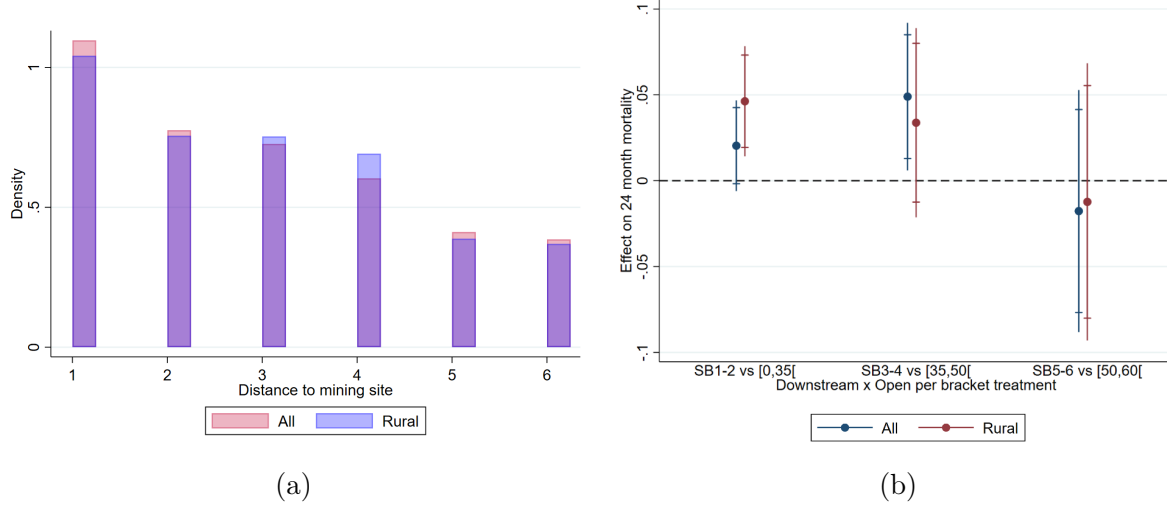 Density
1
.5
0
1 2 3 4 5 6
Distance to mining site
All Rural
(a)
Effect on 24 month mortality
.1
.05
0
-.05
-.1
SB1-2 vs [0,35[ SB3-4 vs [35,50[ SB5-6 vs [50,60[
Downstream x Open per bracket treatment
All Rural
(b)